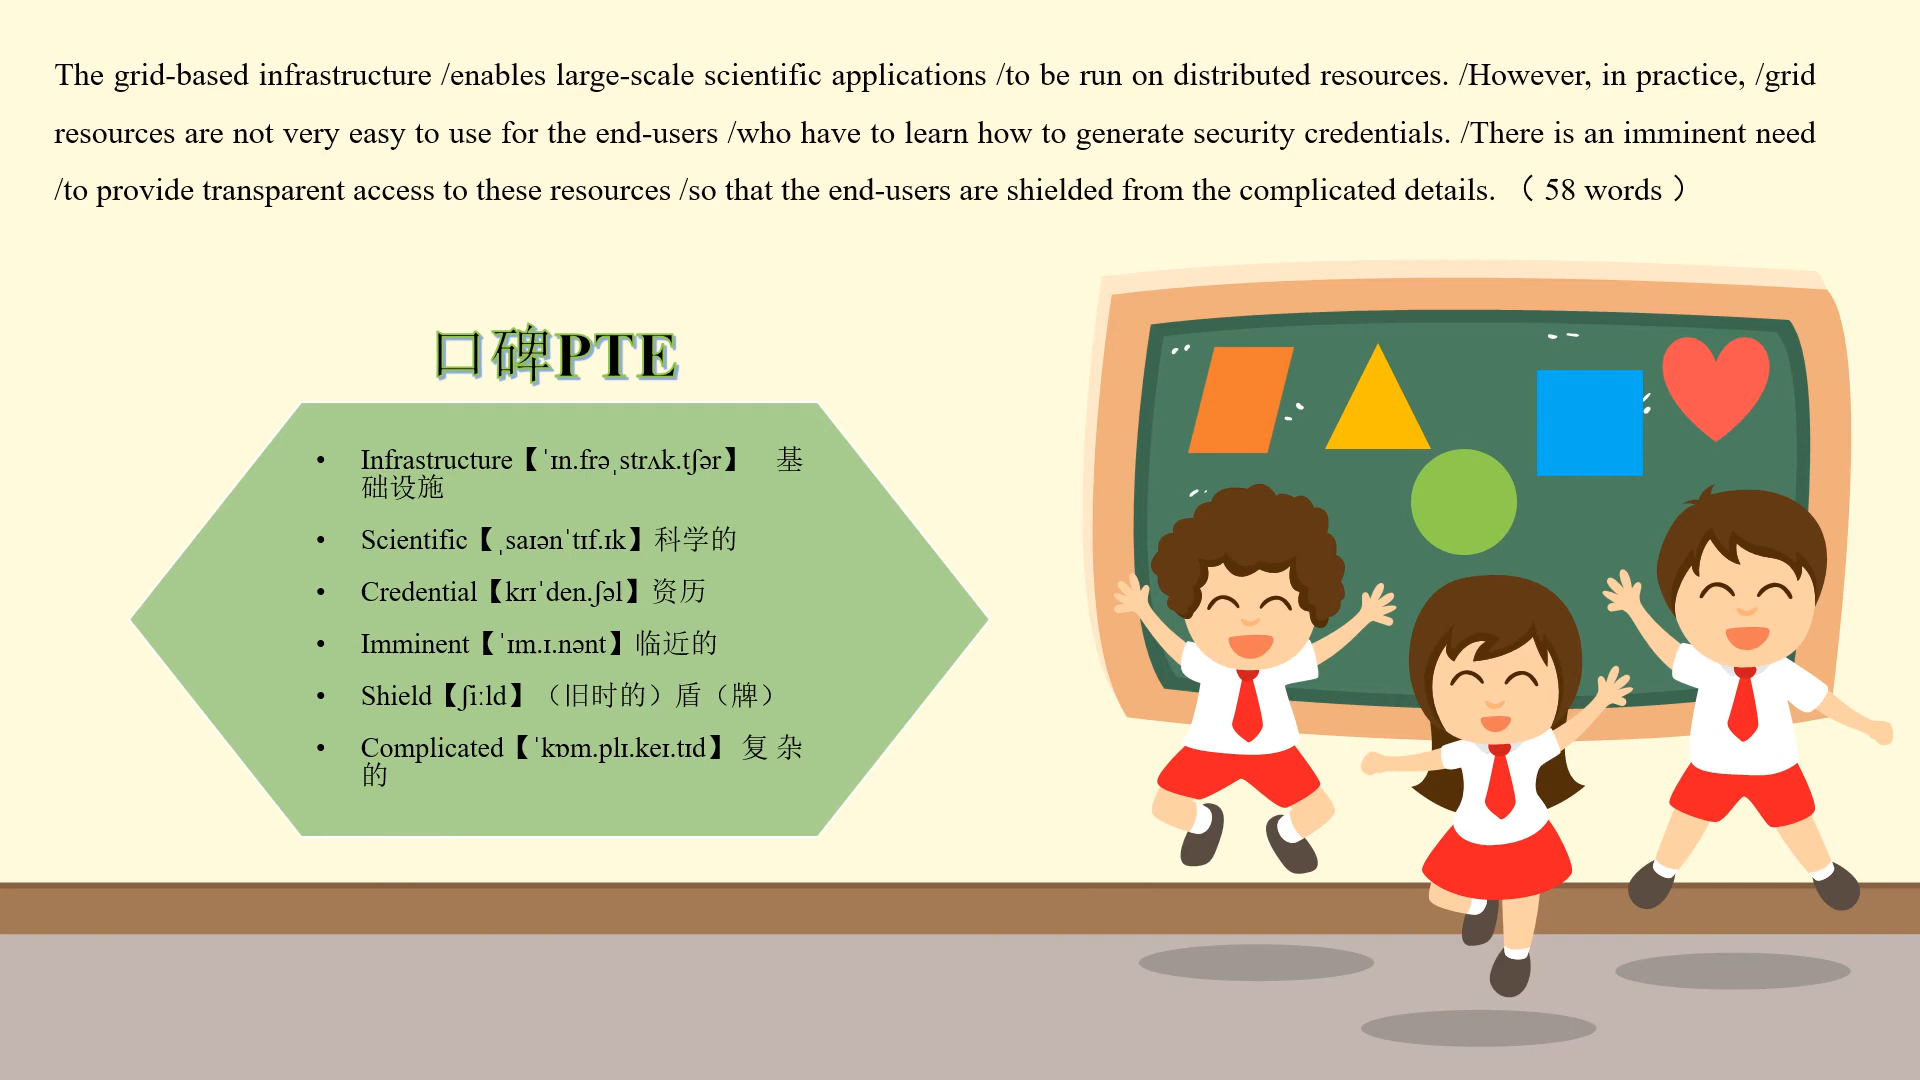 The grid-based infrastructure /enables large-scale scientific applications /to be run on distributed resources. /However, in practice, /grid
resources are not very easy to use for the end-users /who have to learn how to generate security credentials. /There is an imminent need
/to provide transparent access to these resources /so that the end-users are shielded from the complicated details. （ 58 words ）
口碑PTE
• Infrastructure【ˈɪn.frəˌstrʌk.tʃər】 基
础设施
• Scientific【ˌsaɪənˈtɪf.ɪk】科学的
• Credential【krɪˈden.ʃəl】资历
• Imminent【ˈɪm.ɪ.nənt】临近的
• Shield【ʃiːld】（旧时的）盾（牌）
• Complicated【ˈkɒm.plɪ.keɪ.tɪd】 复 杂
的